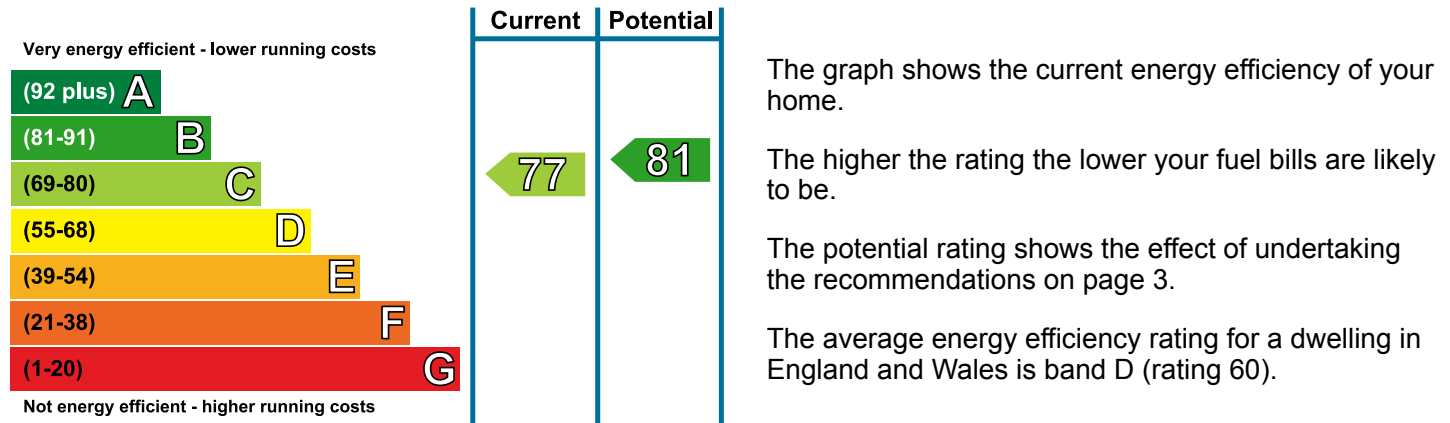 Current Potential
Very energy efficient - lower running costs
(92 plus) A
(81-91) B
(69-80) C
(55-68) D
(39-54) E
(21-38) F
(1-20) G
Not energy efficient - higher running costs
77
81
The graph shows the current energy efficiency of your
home.
The higher the rating the lower your fuel bills are likely
to be.
The potential rating shows the effect of undertaking
the recommendations on page 3.
The average energy efficiency rating for a dwelling in
England and Wales is band D (rating 60).